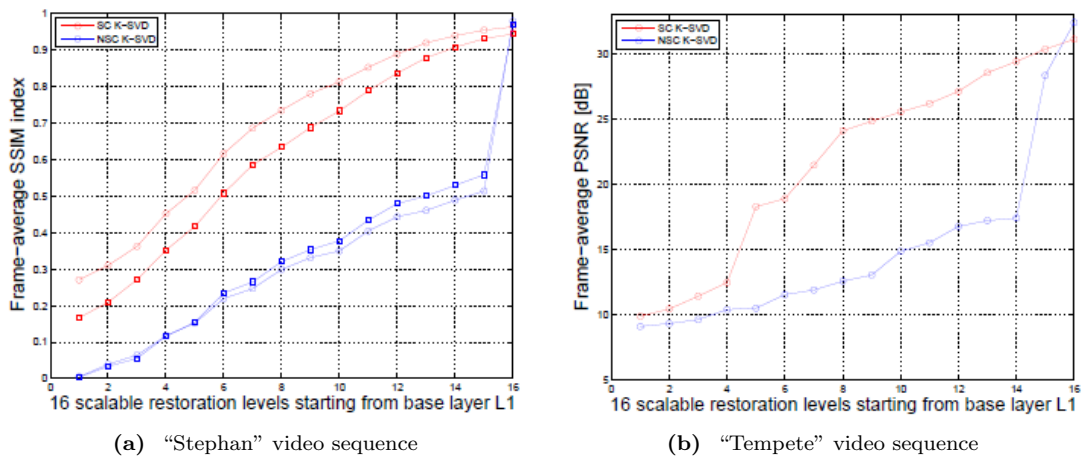 SC K-SVD
NSC K-SVD
Frame-average SSIM index
1
0.9
0.8
0.7
0.6
0.5
0.4
0.3
0.2
0.1
0
0 2 4 6 8 10 12 14 16
16 scalable restoration levels starting from base layer L1
(a) “Stephan” video sequence
SC K-SVD
NSC K-SVD
Frame-average PSNR [dB]
30
25
20
15
10
5
0 2 4 6 8 10 12 14 16
16 scalable restoration levels starting from base layer L1
(b) “Tempete” video sequence